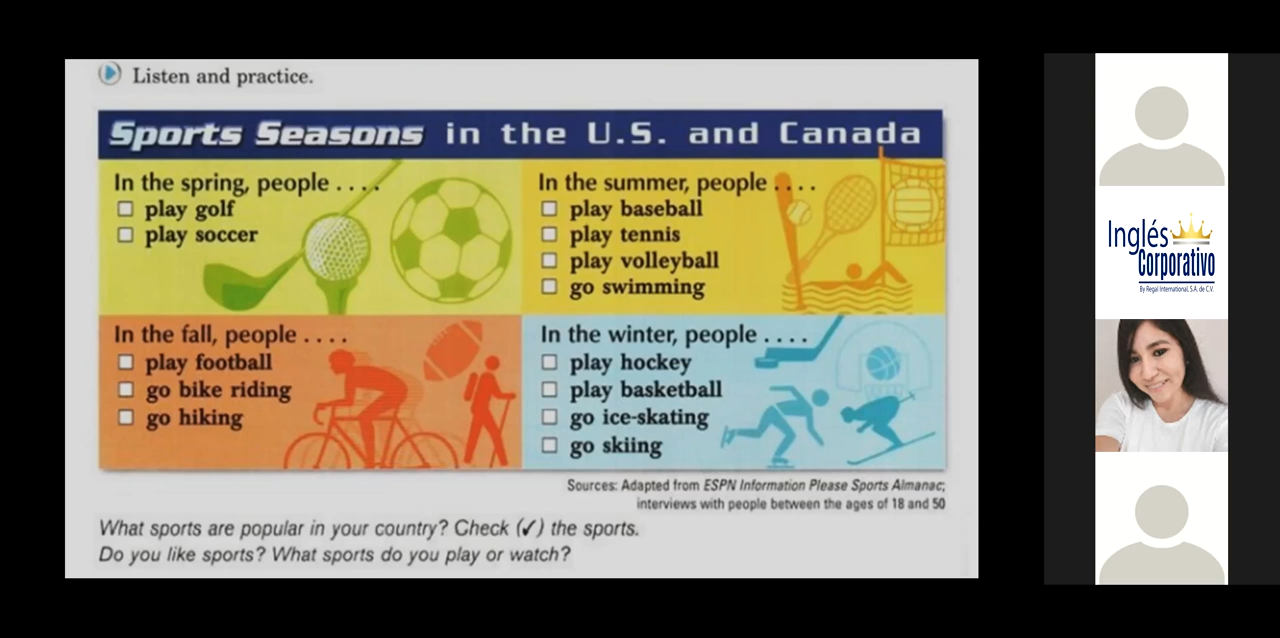 Listen and practice.
Sports Seasons in the U.S. and Canada
In the spring, people ....
play golf
play soccer
In the summer, people ....
play baseball
play tennis
play volleyball
go swimming
In the fall, people ....
play football
go bike riding
go hiking
In the winter, people ....
play hockey
play basketball
go ice-skating
go skiing
Sources: Adapted from ESPN Information Please Sports Almanac;
interviews with people between the ages of 18 and 50
What sports are popular in your country? Check (✓) the sports.
Do you like sports? What sports do you play or watch?
Inglés
Corporativo
By Regal International, S.A. de C.V.